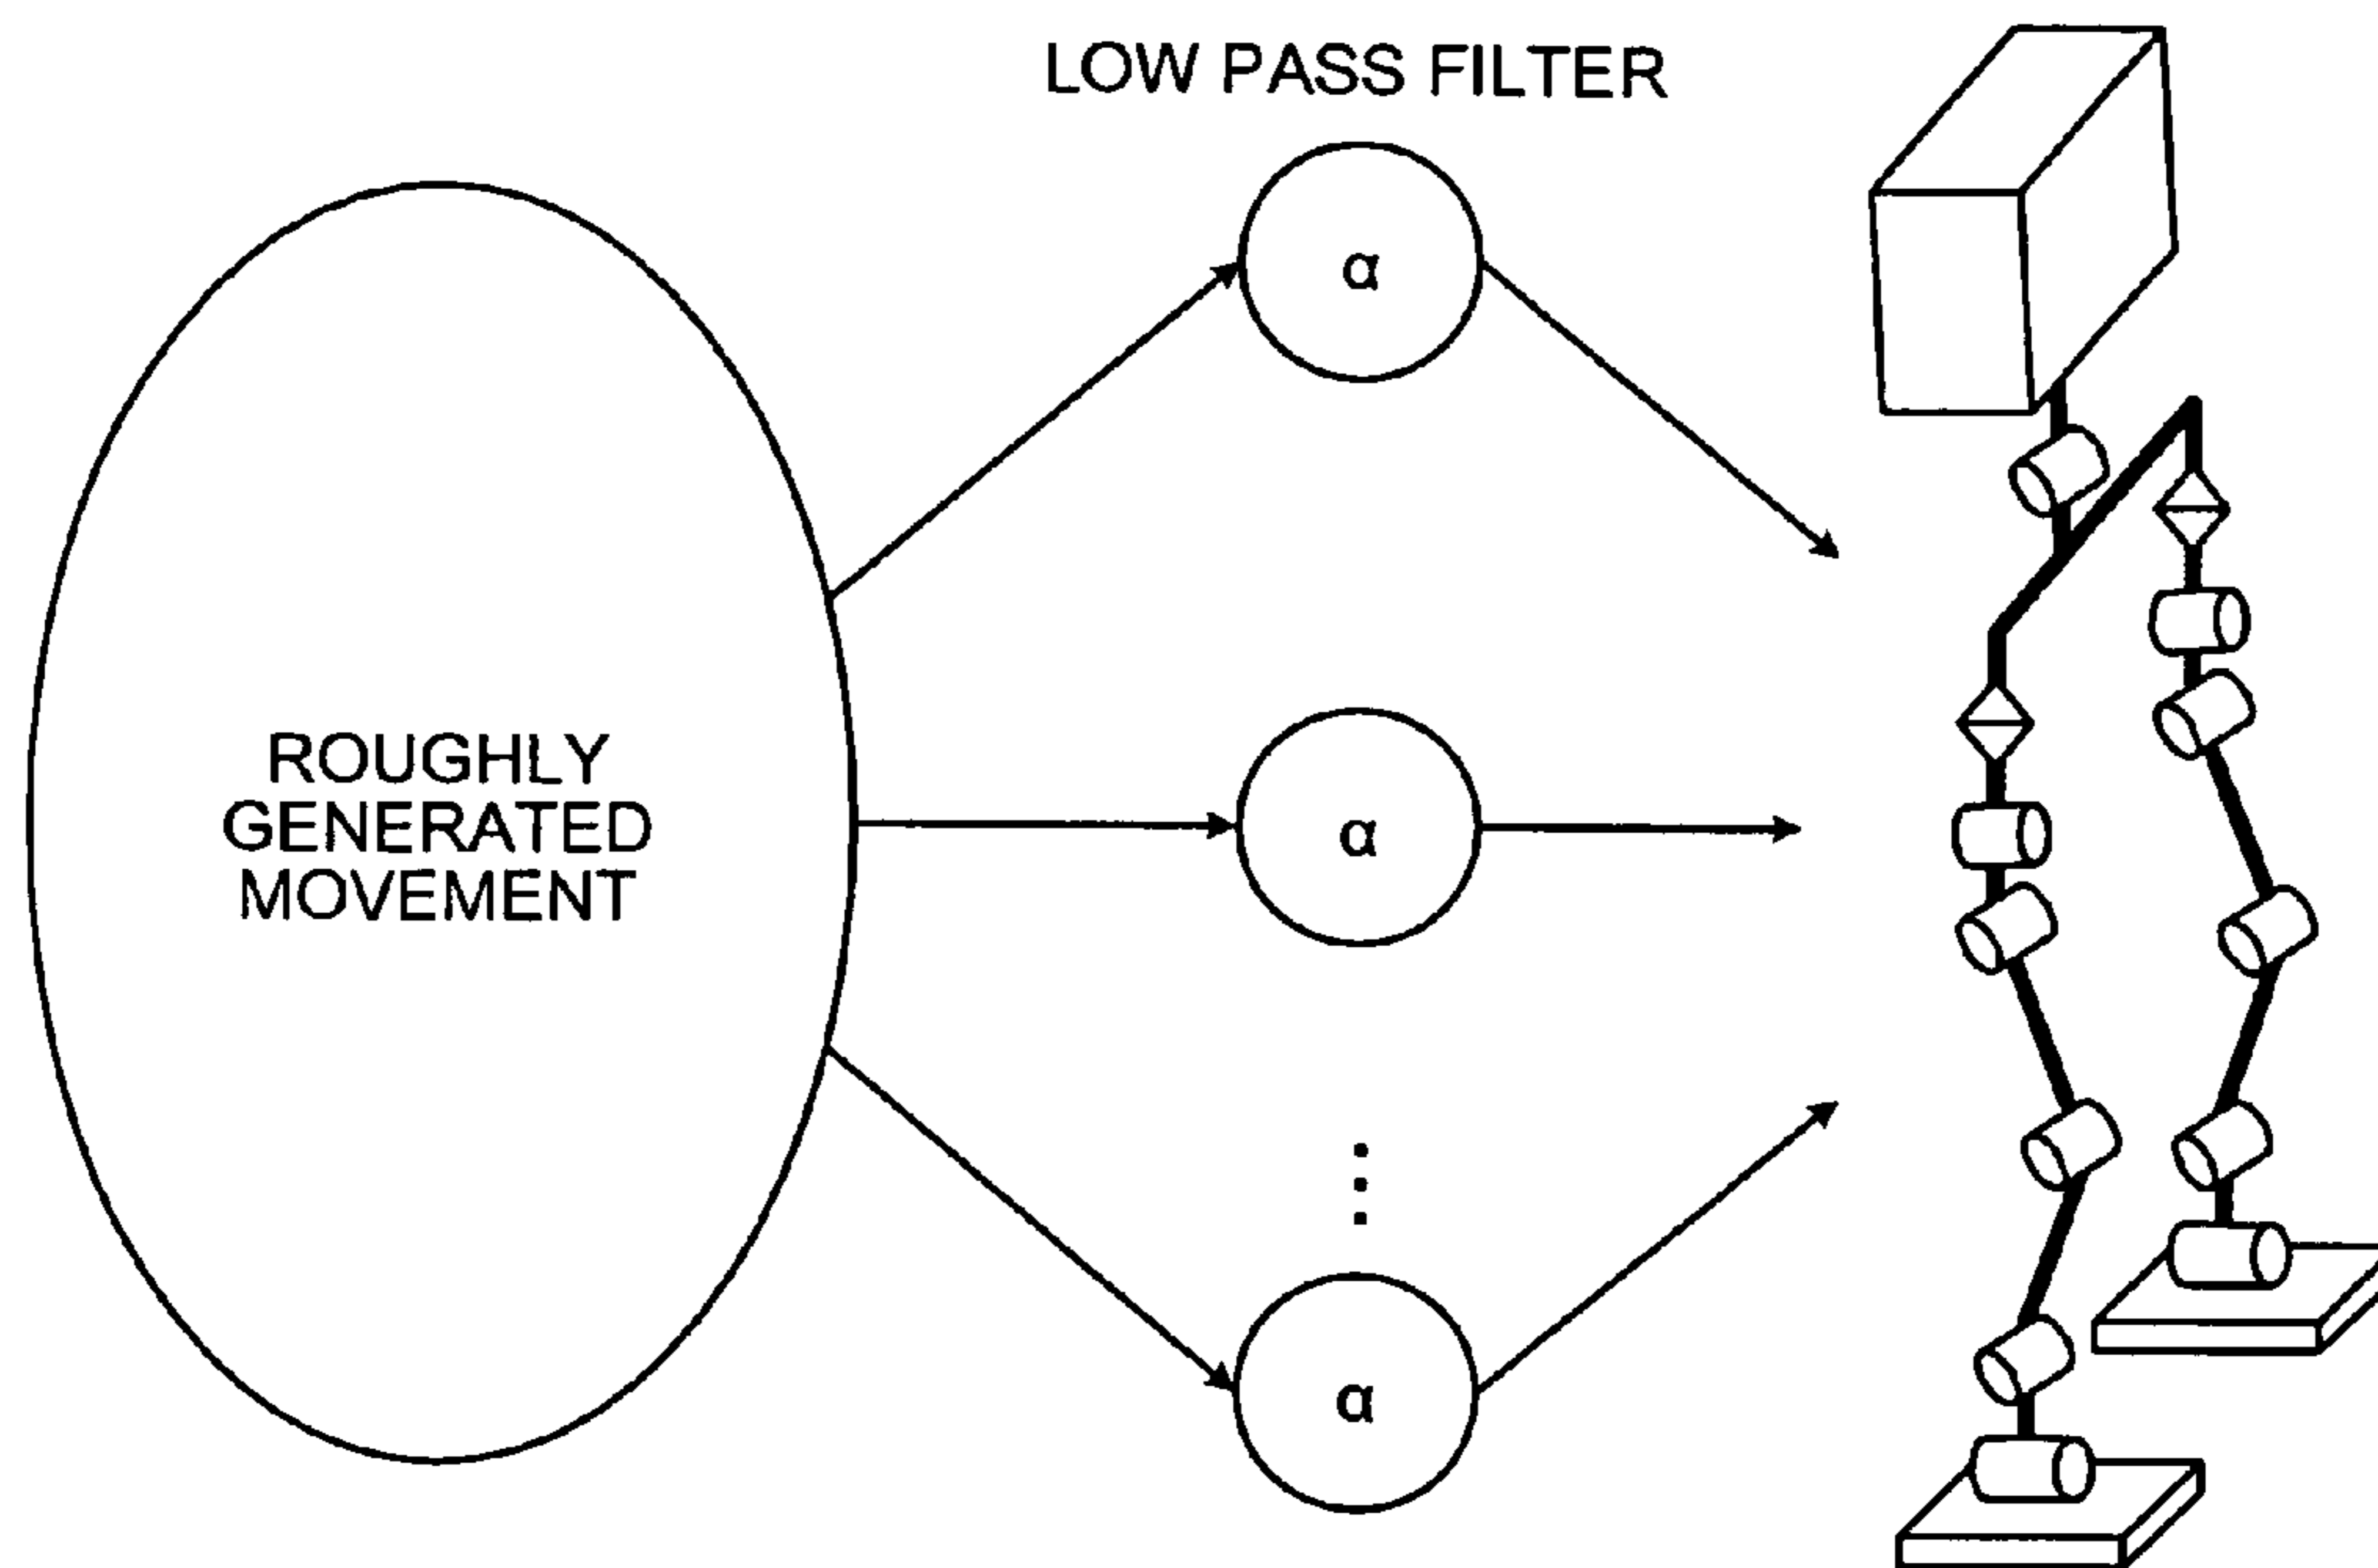 LOW PASS FILTER
α
ROUGHLY
GENERATED
MOVEMENT
α
α